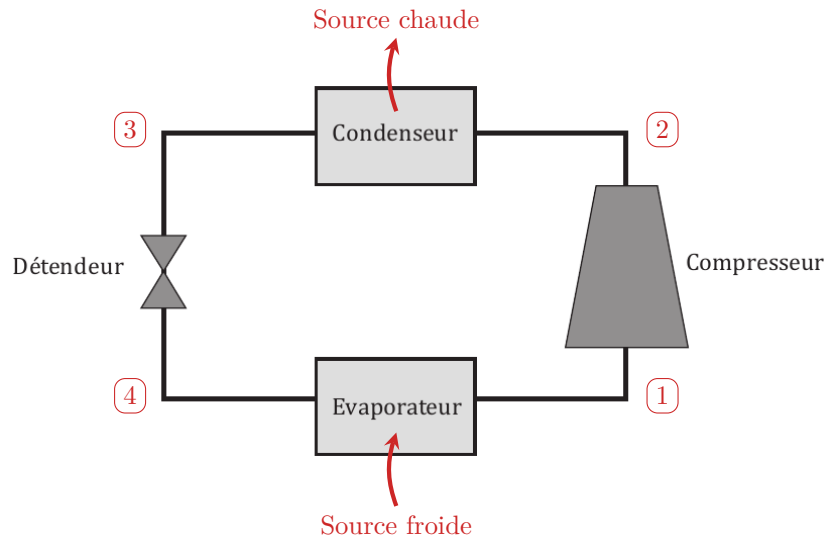 Source chaude
3
Condenseur
2
Détendeur
Compresseur
4
Evaporateur
1
Source froide